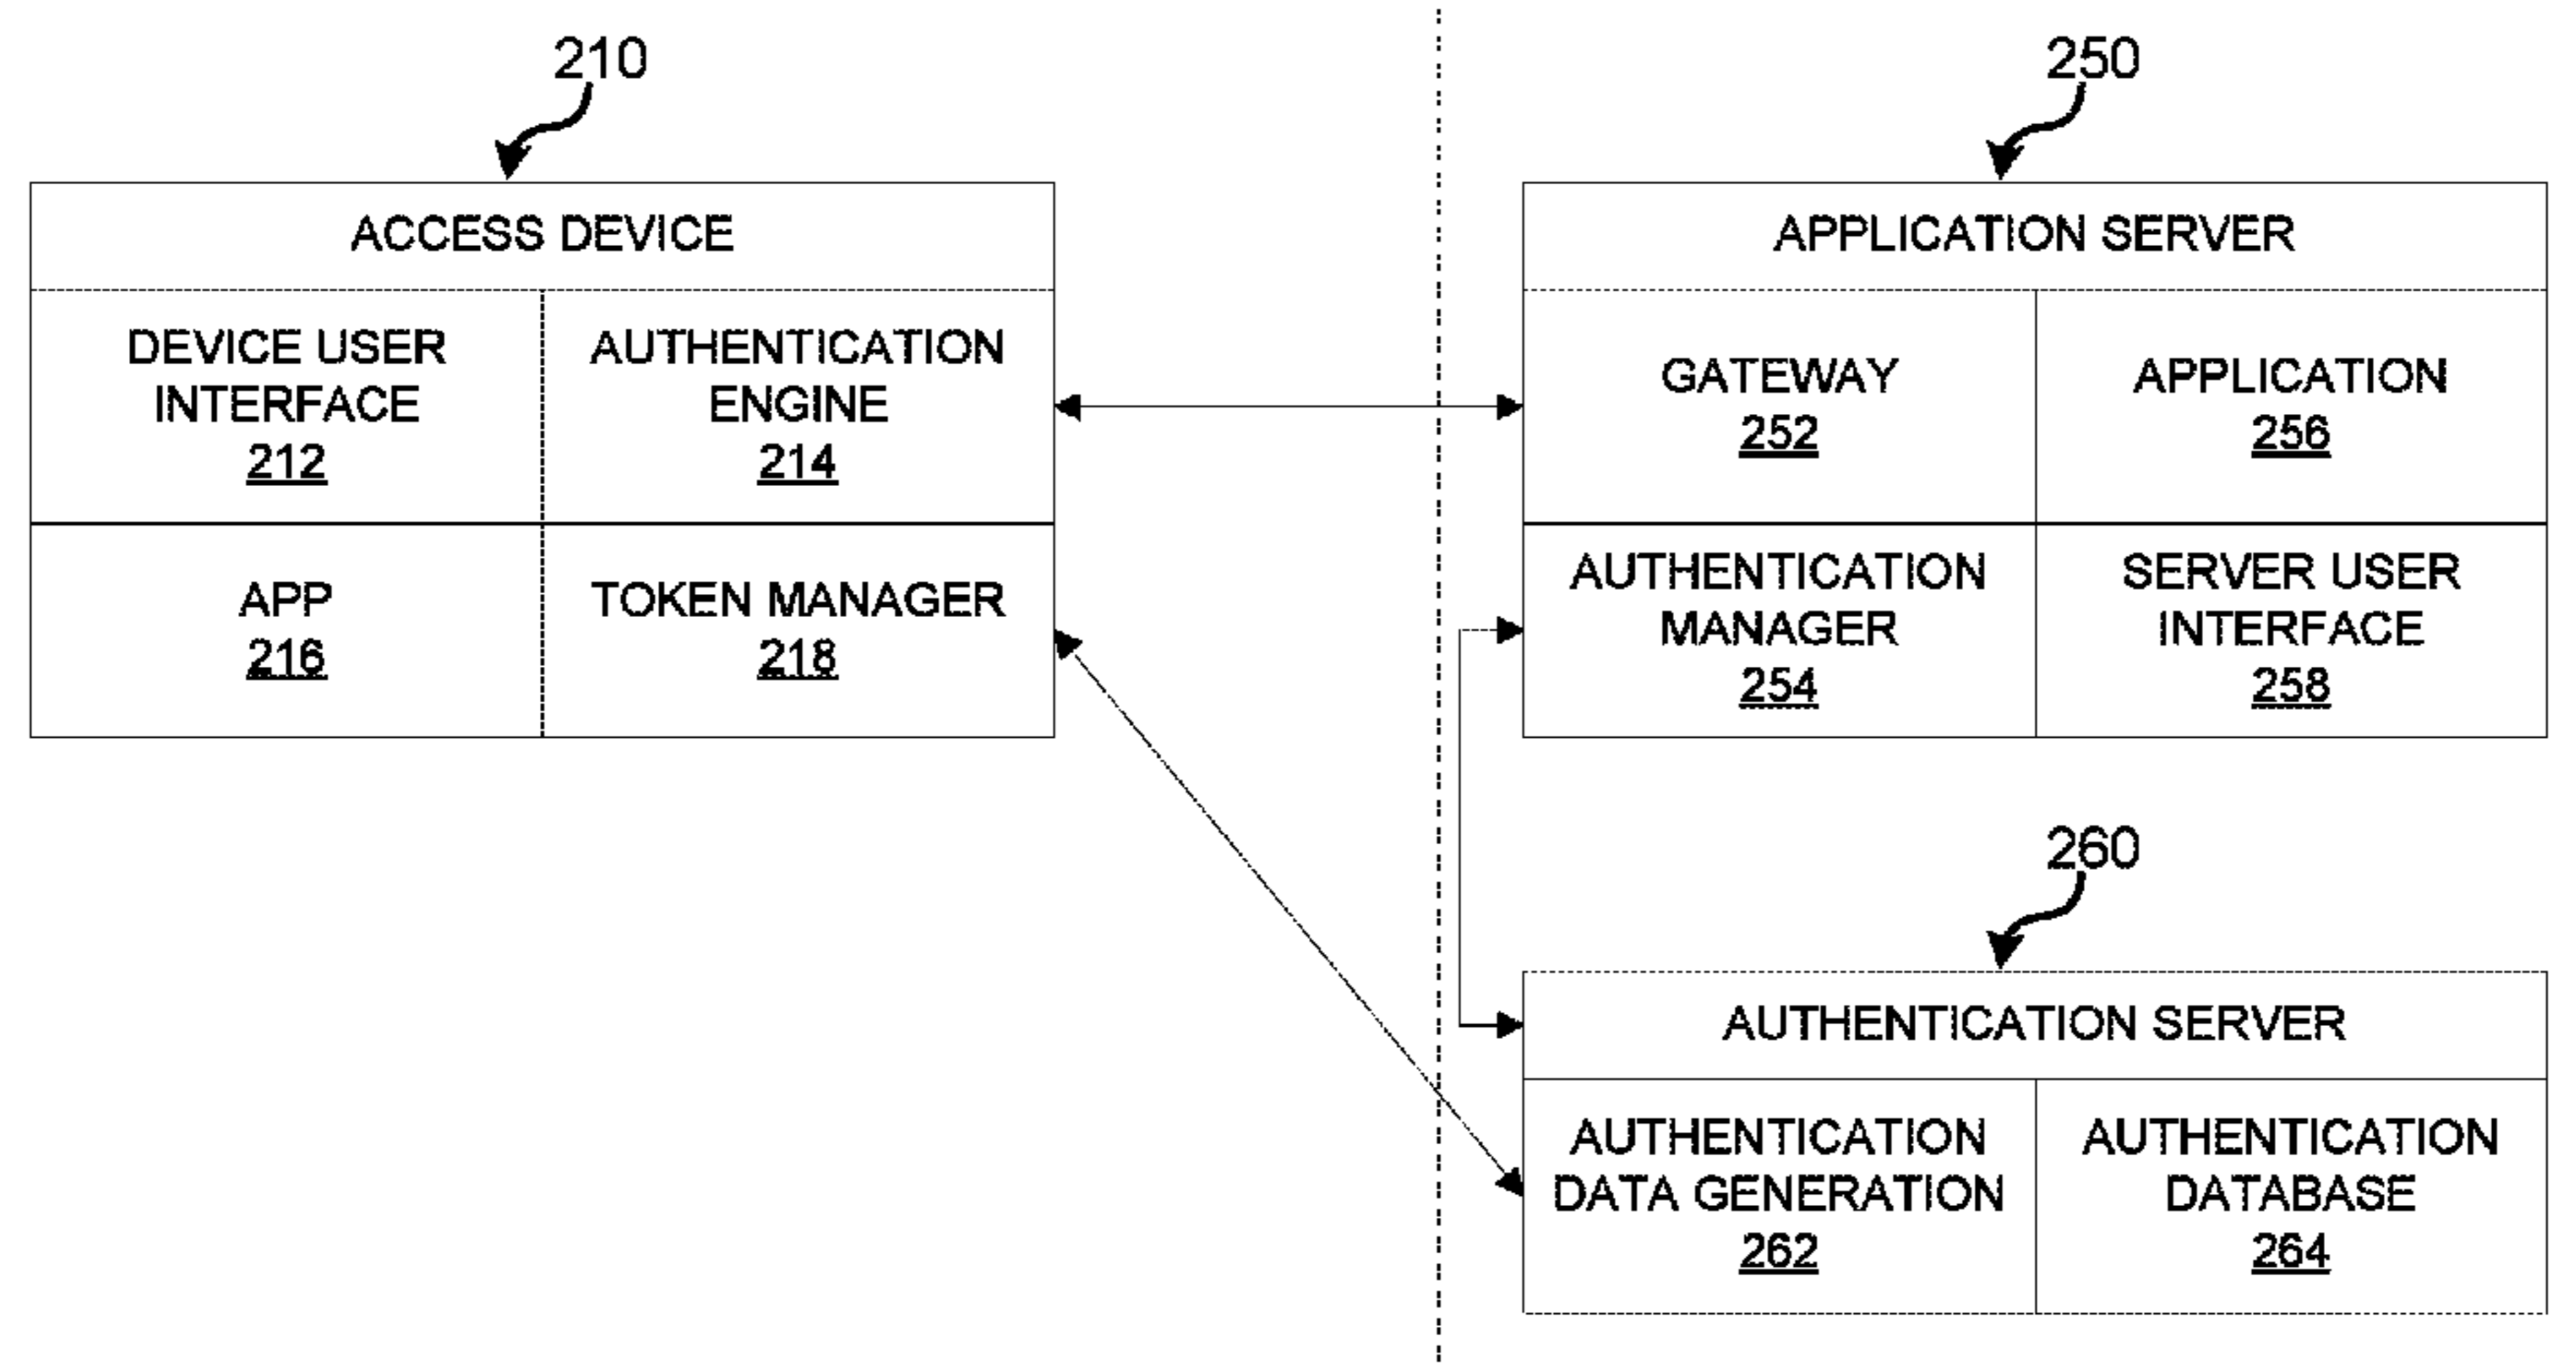 210
ACCESS DEVICE
DEVICE USER
INTERFACE
212
AUTHENTICATION
ENGINE
214
APP
216
TOKEN MANAGER
218
250
APPLICATION SERVER
GATEWAY
252
APPLICATION
256
AUTHENTICATION
MANAGER
254
SERVER USER
INTERFACE
258
260
AUTHENTICATION SERVER
AUTHENTICATION
DATA GENERATION
262
AUTHENTICATION
DATABASE
264